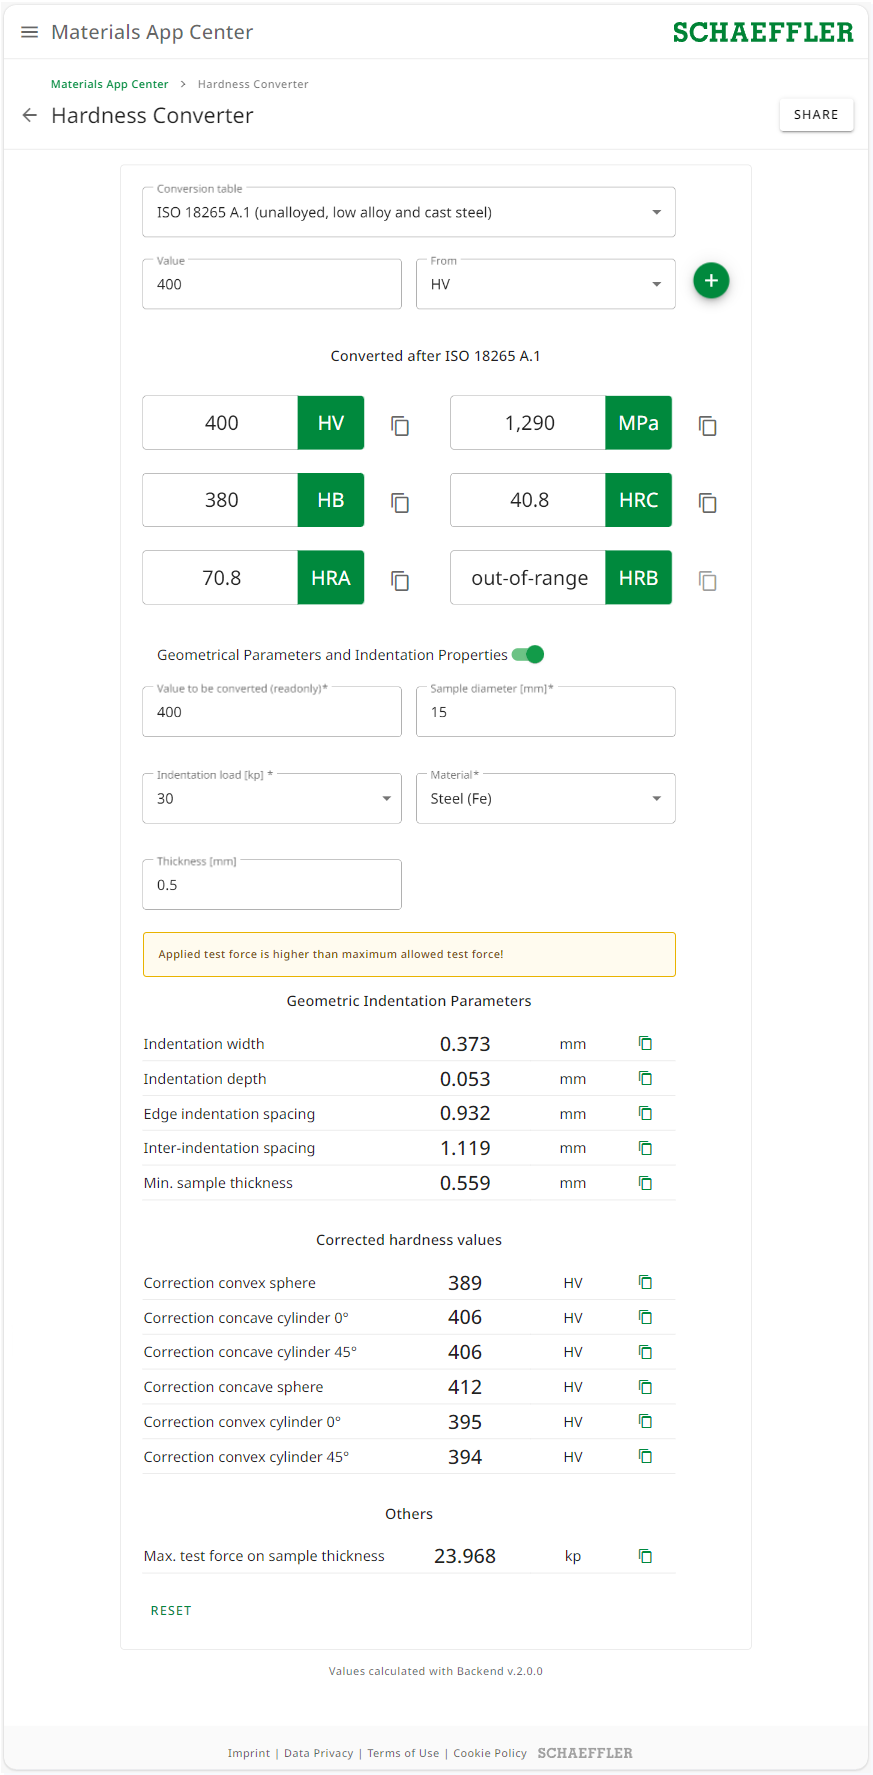 Materials App Center
SCHAEFFLER
Materials App Center > Hardness Converter
Hardness Converter
SHARE
Conversion table
ISO 18265 A.1 (unalloyed, low alloy and cast steel)
Value
400
From
HV
Converted after ISO 18265 A.1
400 HV
1,290 MPa
380 HB
40.8 HRC
70.8 HRA
out-of-range HRB
Geometrical Parameters and Indentation Properties
Value to be converted (readonly)*
400
Sample diameter [mm]*
15
Indentation load [kp] *
30
Material*
Steel (Fe)
Thickness [mm]
0.5
Applied test force is higher than maximum allowed test force!
Geometric Indentation Parameters
Indentation width 0.373 mm
Indentation depth 0.053 mm
Edge indentation spacing 0.932 mm
Inter-indentation spacing 1.119 mm
Min. sample thickness 0.559 mm
Corrected hardness values
Correction convex sphere 389 HV
Correction concave cylinder 0° 406 HV
Correction concave cylinder 45° 406 HV
Correction concave sphere 412 HV
Correction convex cylinder 0° 395 HV
Correction convex cylinder 45° 394 HV
Others
Max. test force on sample thickness 23.968 kp
RESET
Values calculated with Backend v.2.0.0
Imprint | Data Privacy | Terms of Use | Cookie Policy SCHAEFFLER